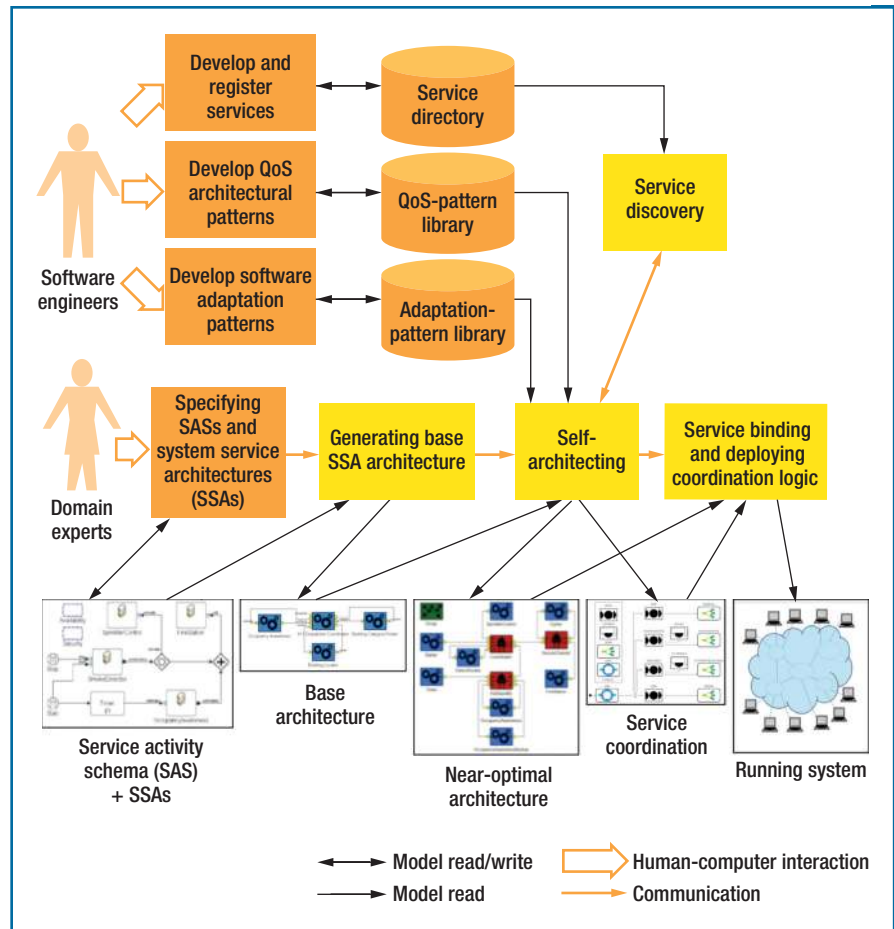 Develop and
register
services
Service
directory
Develop QoS
architectural
patterns
QoS-pattern
library
Service
discovery
Software
engineers
Develop software
adaptation
patterns
Adaptation-
pattern library
Domain
experts
Specifying
SASs and
system service
architectures
(SSAs)
Generating base
SSA architecture
Self-
architecting
Service binding
and deploying
coordination logic
Service activity
schema (SAS)
+ SSAs
Base
architecture
Near-optimal
architecture
Service
coordination
Running system
Model read/write
Human-computer interaction
Model read
Communication